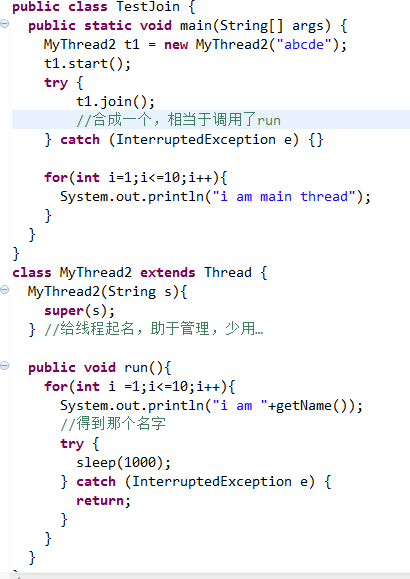 public class TestJoin {
  public static void main(String[] args) {
    MyThread2 t1 = new MyThread2("abcde");
    t1.start();
    try {
        t1.join();
        //合成一个，相当于调用了run
    } catch (InterruptedException e) {}

    for(int i=1;i<=10;i++){
      System.out.println("i am main thread");
    }
  }
}
class MyThread2 extends Thread {
  MyThread2(String s){
    super(s);
  } //给线程起名，助于管理，少用…

  public void run(){
    for(int i =1;i<=10;i++){
      System.out.println("i am "+getName());
      //得到那个名字
      try {
        sleep(1000);
      } catch (InterruptedException e) {
        return;
      }
    }
  }
}